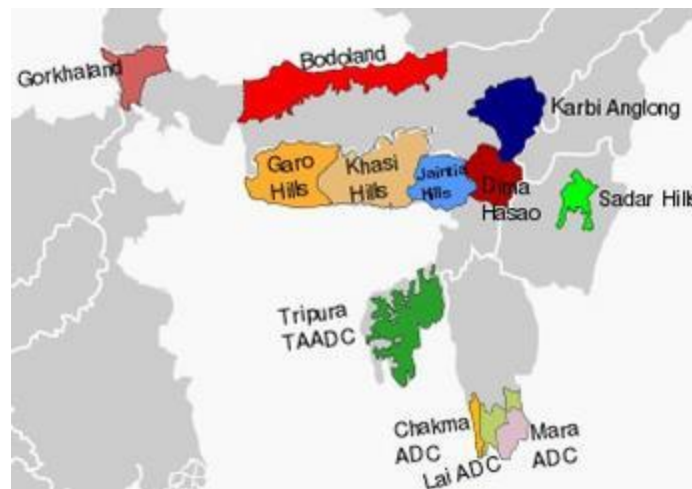 Gorkhaland
Bodoland
Karbi Anglong
Garo
Hills
Khasi
Hills
Jaintia
Hills
Dima
Hasao
Sadar Hills
Tripura
TAADC
Chakma
ADC
Lai ADC
Mara
ADC